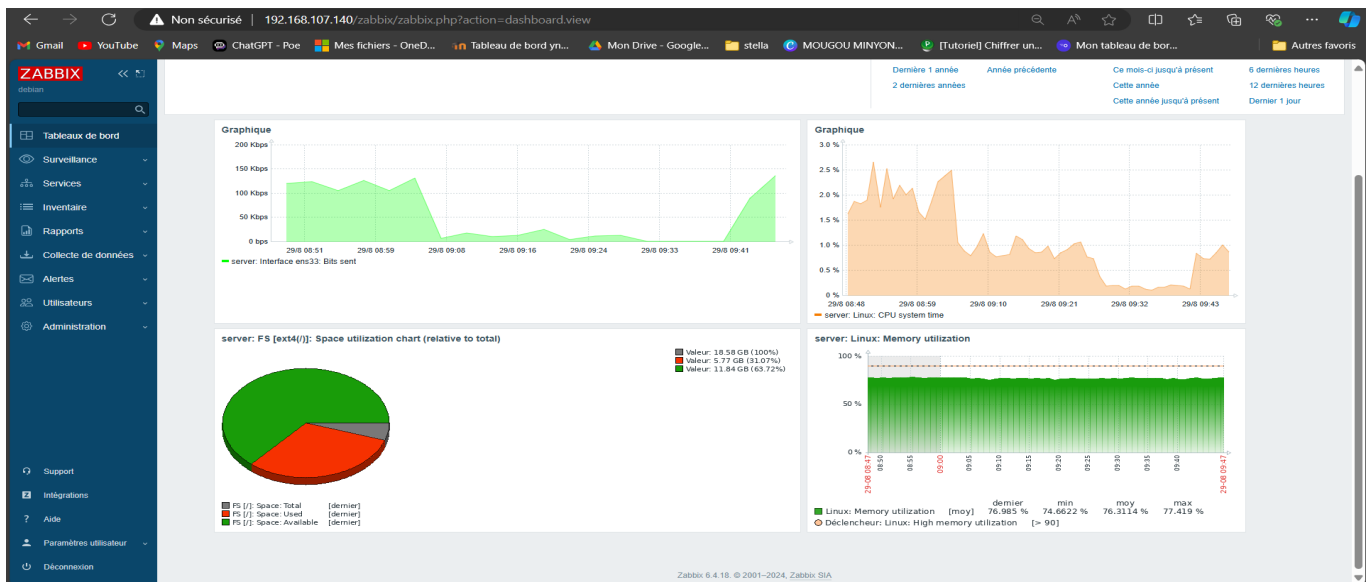 Non sécurisé | 192.168.107.140/zabbix/zabbix.php?action=dashboard.view
Gmail YouTube Maps ChatGPT - Poe Mes fichiers - OneD... Tableau de bord yn... Mon Drive - Google... stella MOUGOU MINYON... [Tutoriel] Chiffrer un... Mon tableau de bor... Autres favoris
ZABBIX
debian
Tableaux de bord
Surveillance
Services
Inventaire
Rapports
Collecte de données
Alertes
Utilisateurs
Administration
Support
Intégrations
Aide
Paramètres utilisateur
Déconnexion
Dernière 1 année Année précédente Ce mois-ci jusqu'à présent 6 dernières heures
2 dernières années Cette année 12 dernières heures
Cette année jusqu'à présent Dernier 1 jour
Graphique
200 Kbps
150 Kbps
100 Kbps
50 Kbps
0 bps
29/8 08:51 29/8 08:59 29/8 09:08 29/8 09:16 29/8 09:24 29/8 09:33 29/8 09:41
server: Interface ens33: Bits sent
Graphique
3.0 %
2.5 %
2.0 %
1.5 %
1.0 %
0.5 %
0 %
29/8 08:48 29/8 08:59 29/8 09:10 29/8 09:21 29/8 09:32 29/8 09:43
server: Linux: CPU system time
server: FS [ext4(/)]: Space utilization chart (relative to total)
Valeur: 18.58 GB (100%)
Valeur: 5.77 GB (31.07%)
Valeur: 11.84 GB (63.72%)
FS [/]: Space: Total [dernier]
FS [/]: Space: Used [dernier]
FS [/]: Space: Available [dernier]
server: Linux: Memory utilization
100 %
50 %
0 %
29-08 08:47 08:50 08:55 09:00 09:05 09:10 09:15 09:20 09:25 09:30 09:35 09:40 29-08 09:47
dernier min moy max
Linux: Memory utilization [moy] 76.985 % 74.6622 % 76.3114 % 77.419 %
Déclencheur: Linux: High memory utilization [> 90]
Zabbix 6.4.18. © 2001–2024, Zabbix SIA